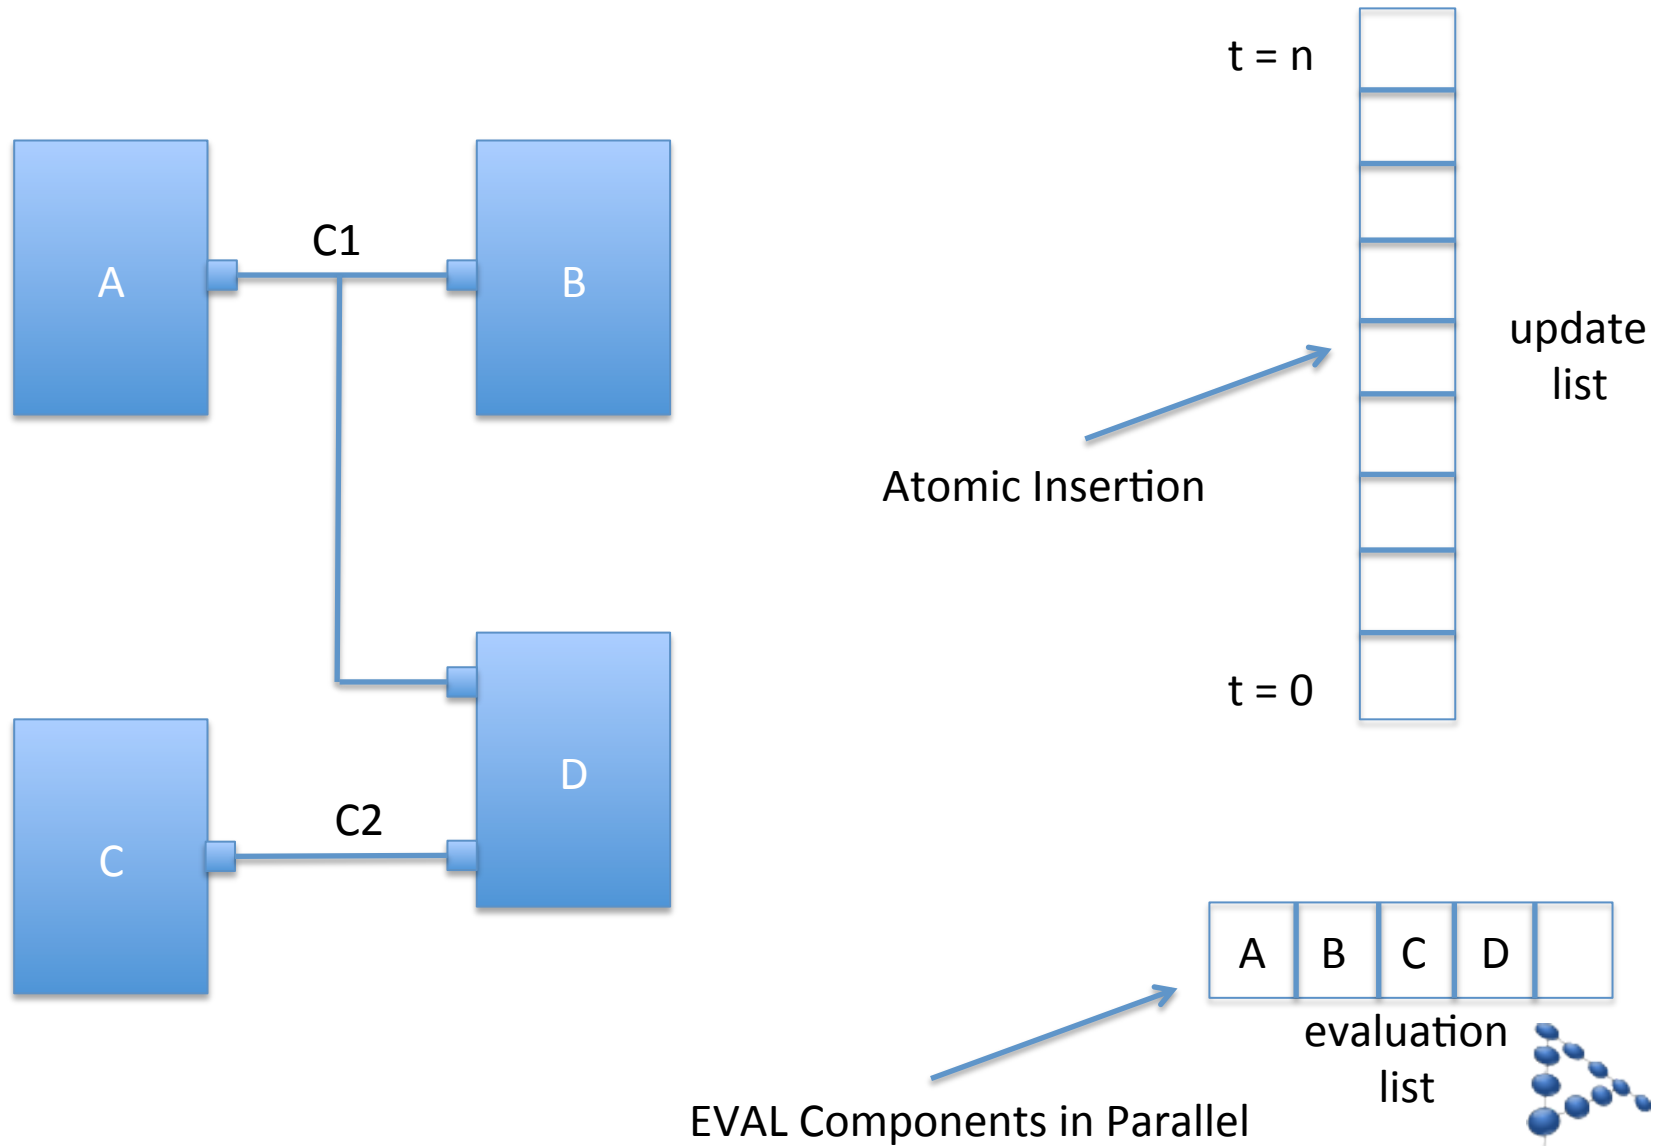 t = n
C1
A
B
update
list
Atomic Insertion
t = 0
D
C2
C
A B C D
evaluation
list
EVAL Components in Parallel